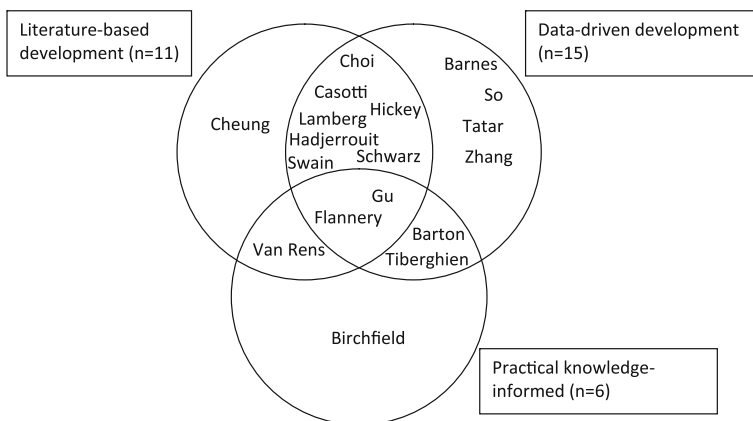 Literature-based
development (n=11)
Data-driven development
(n=15)
Choi
Barnes
Casotti
So
Hickey
Lamberg
Cheung
Tatar
Hadjerrouit
Schwarz
Zhang
Swain
Gu
Flannery
Barton
Van Rens
Tiberghien
Birchfield
Practical knowledge-
informed (n=6)